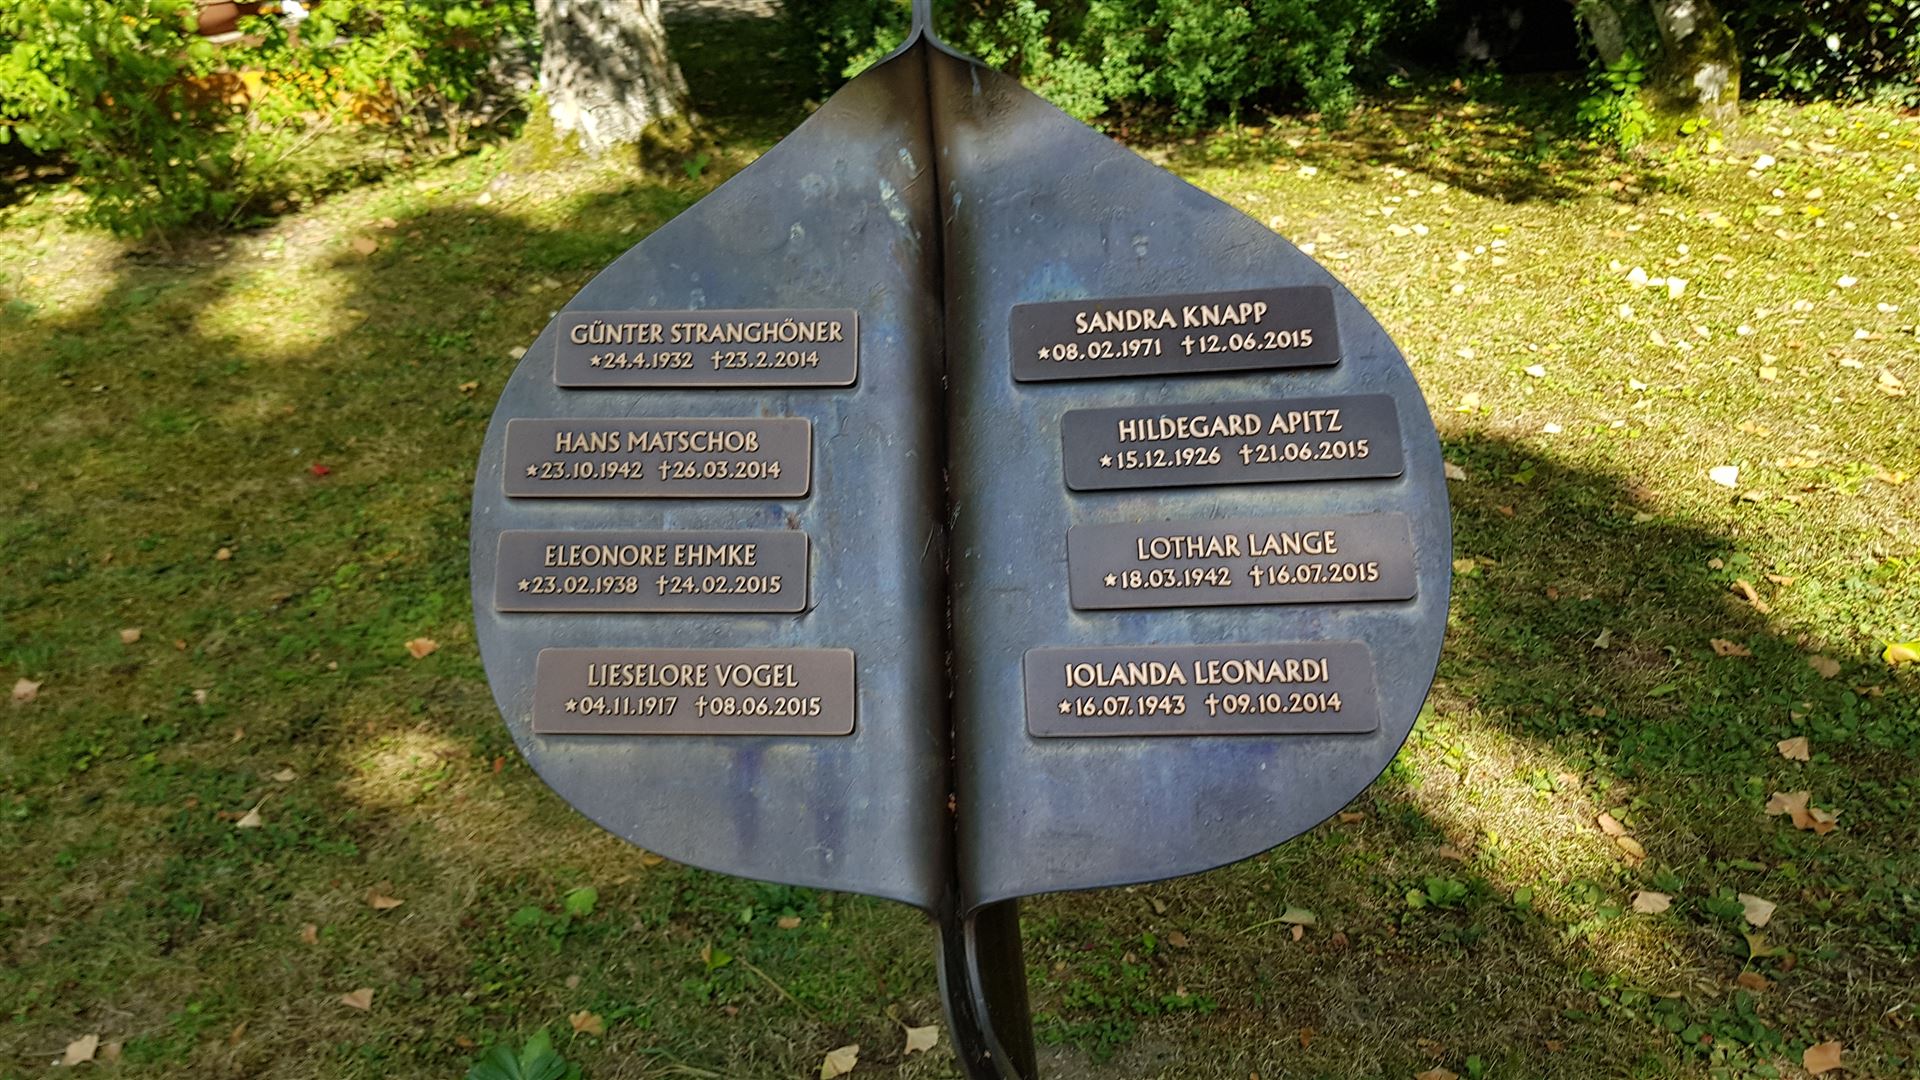 GÜNTER STRANGHÖNER
★24.4.1932 ✝23.2.2014
HANS MATSCHOß
★23.10.1942 ✝26.03.2014
ELEONORE EHMKE
★23.02.1938 ✝24.02.2015
LIESELORE VOGEL
★04.11.1917 ✝08.06.2015
SANDRA KNAPP
★08.02.1971 ✝12.06.2015
HILDEGARD APITZ
★15.12.1926 ✝21.06.2015
LOTHAR LANGE
★18.03.1942 ✝16.07.2015
IOLANDA LEONARDI
★16.07.1943 ✝09.10.2014